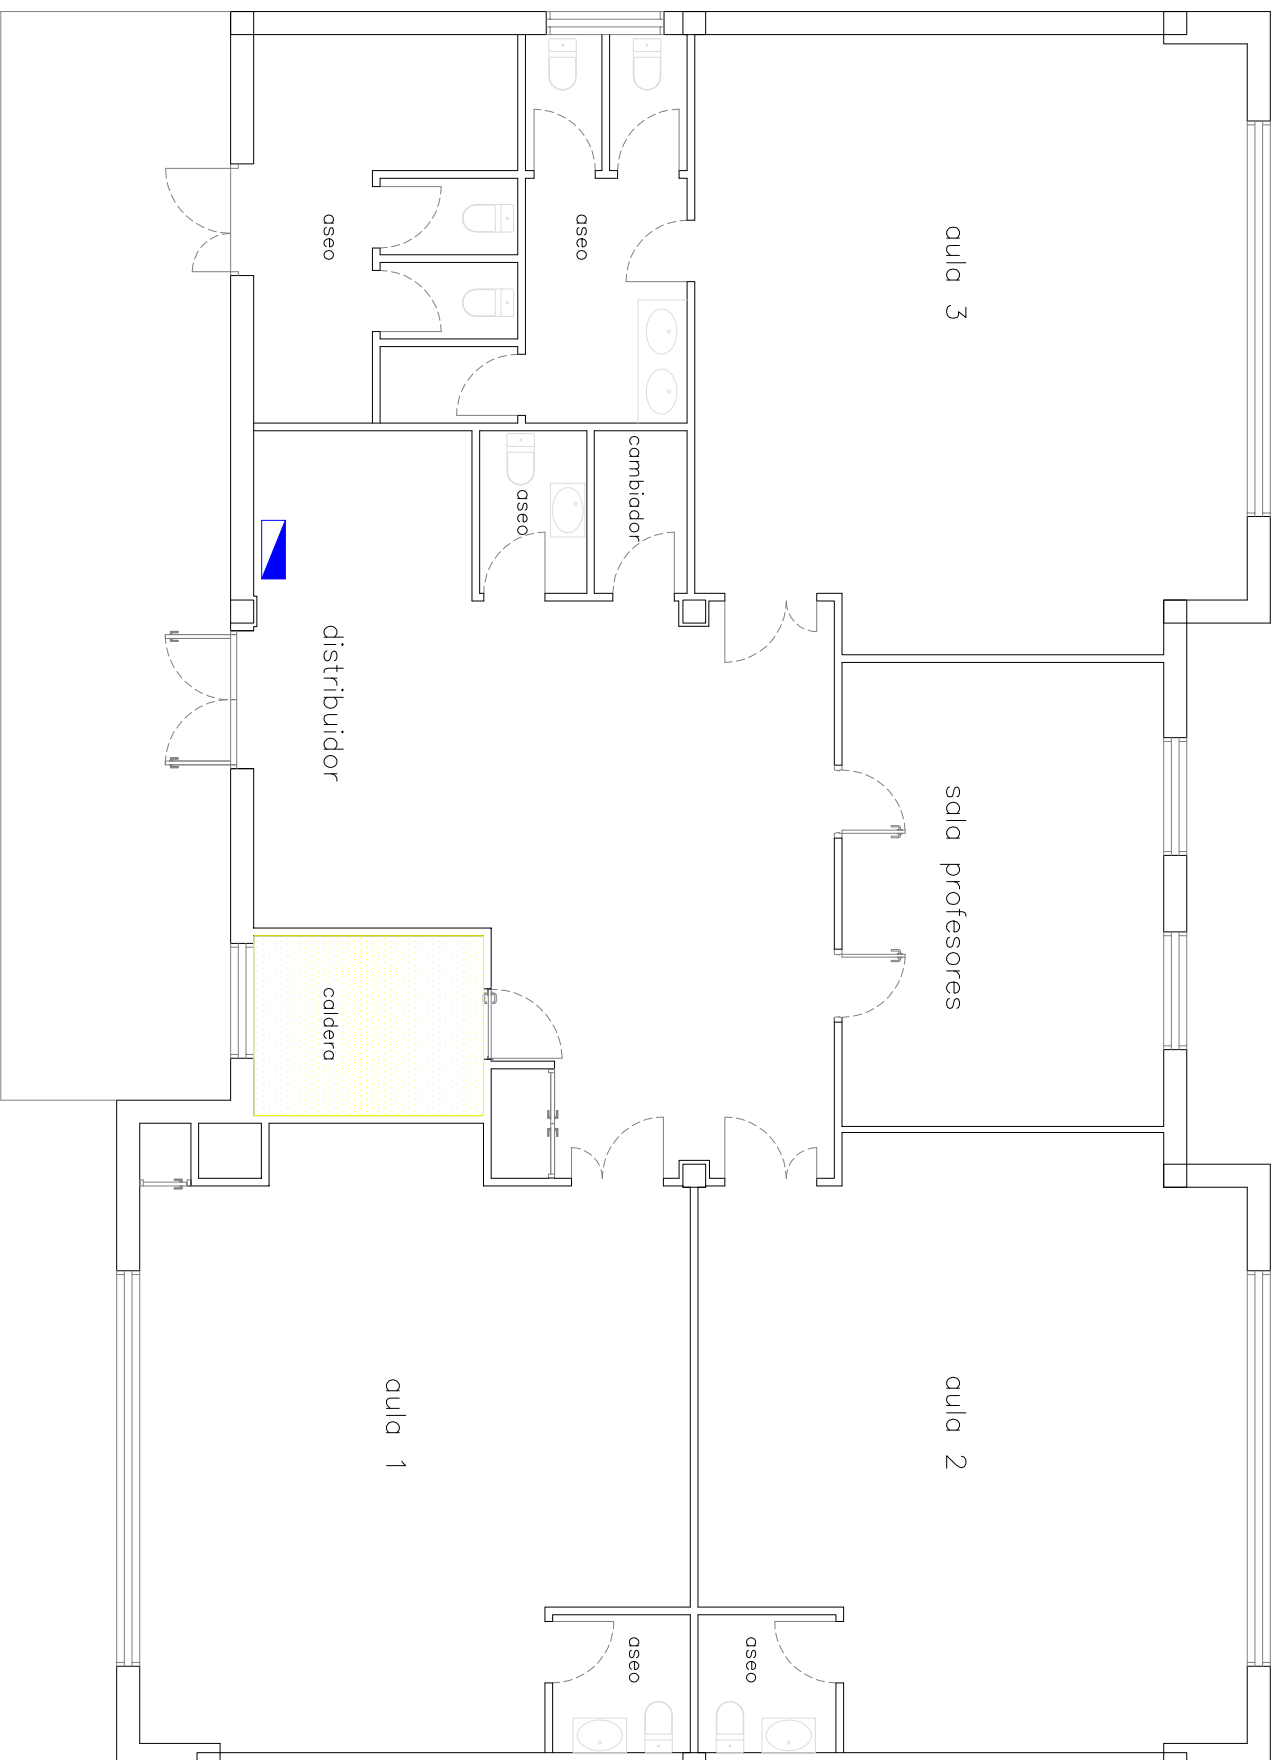 aseo
aseo
aula 3
aseo
cambiador
distribuidor
sala profesores
caldera
aula 1
aula 2
aseo
aseo